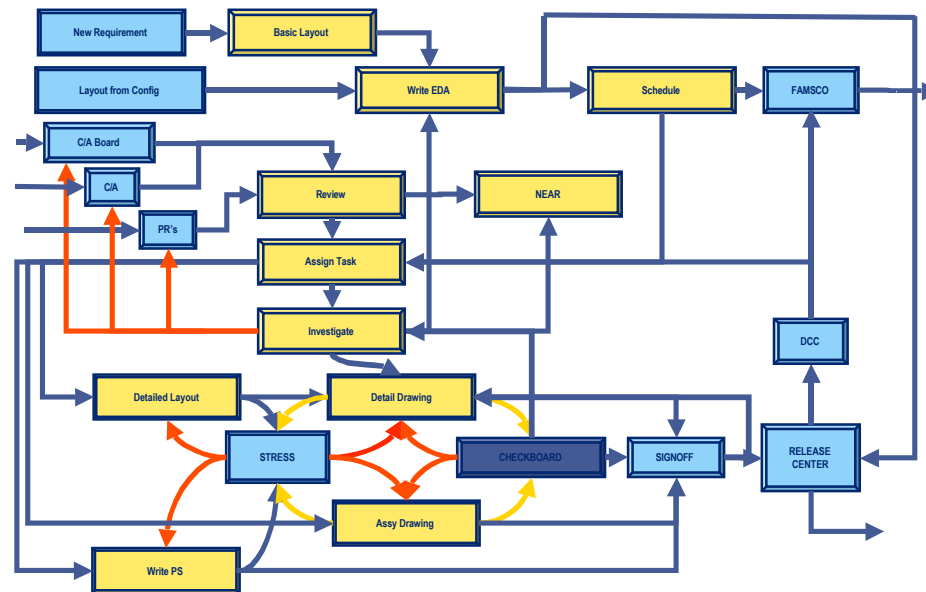 New Requirement
Basic Layout
Layout from Config
Write EDA
Schedule
FAMSCO
C/A Board
C/A
Review
NEAR
PR's
Assign Task
Investigate
DCC
Detailed Layout
Detail Drawing
STRESS
CHECKBOARD
SIGNOFF
RELEASE
CENTER
Assy Drawing
Write PS